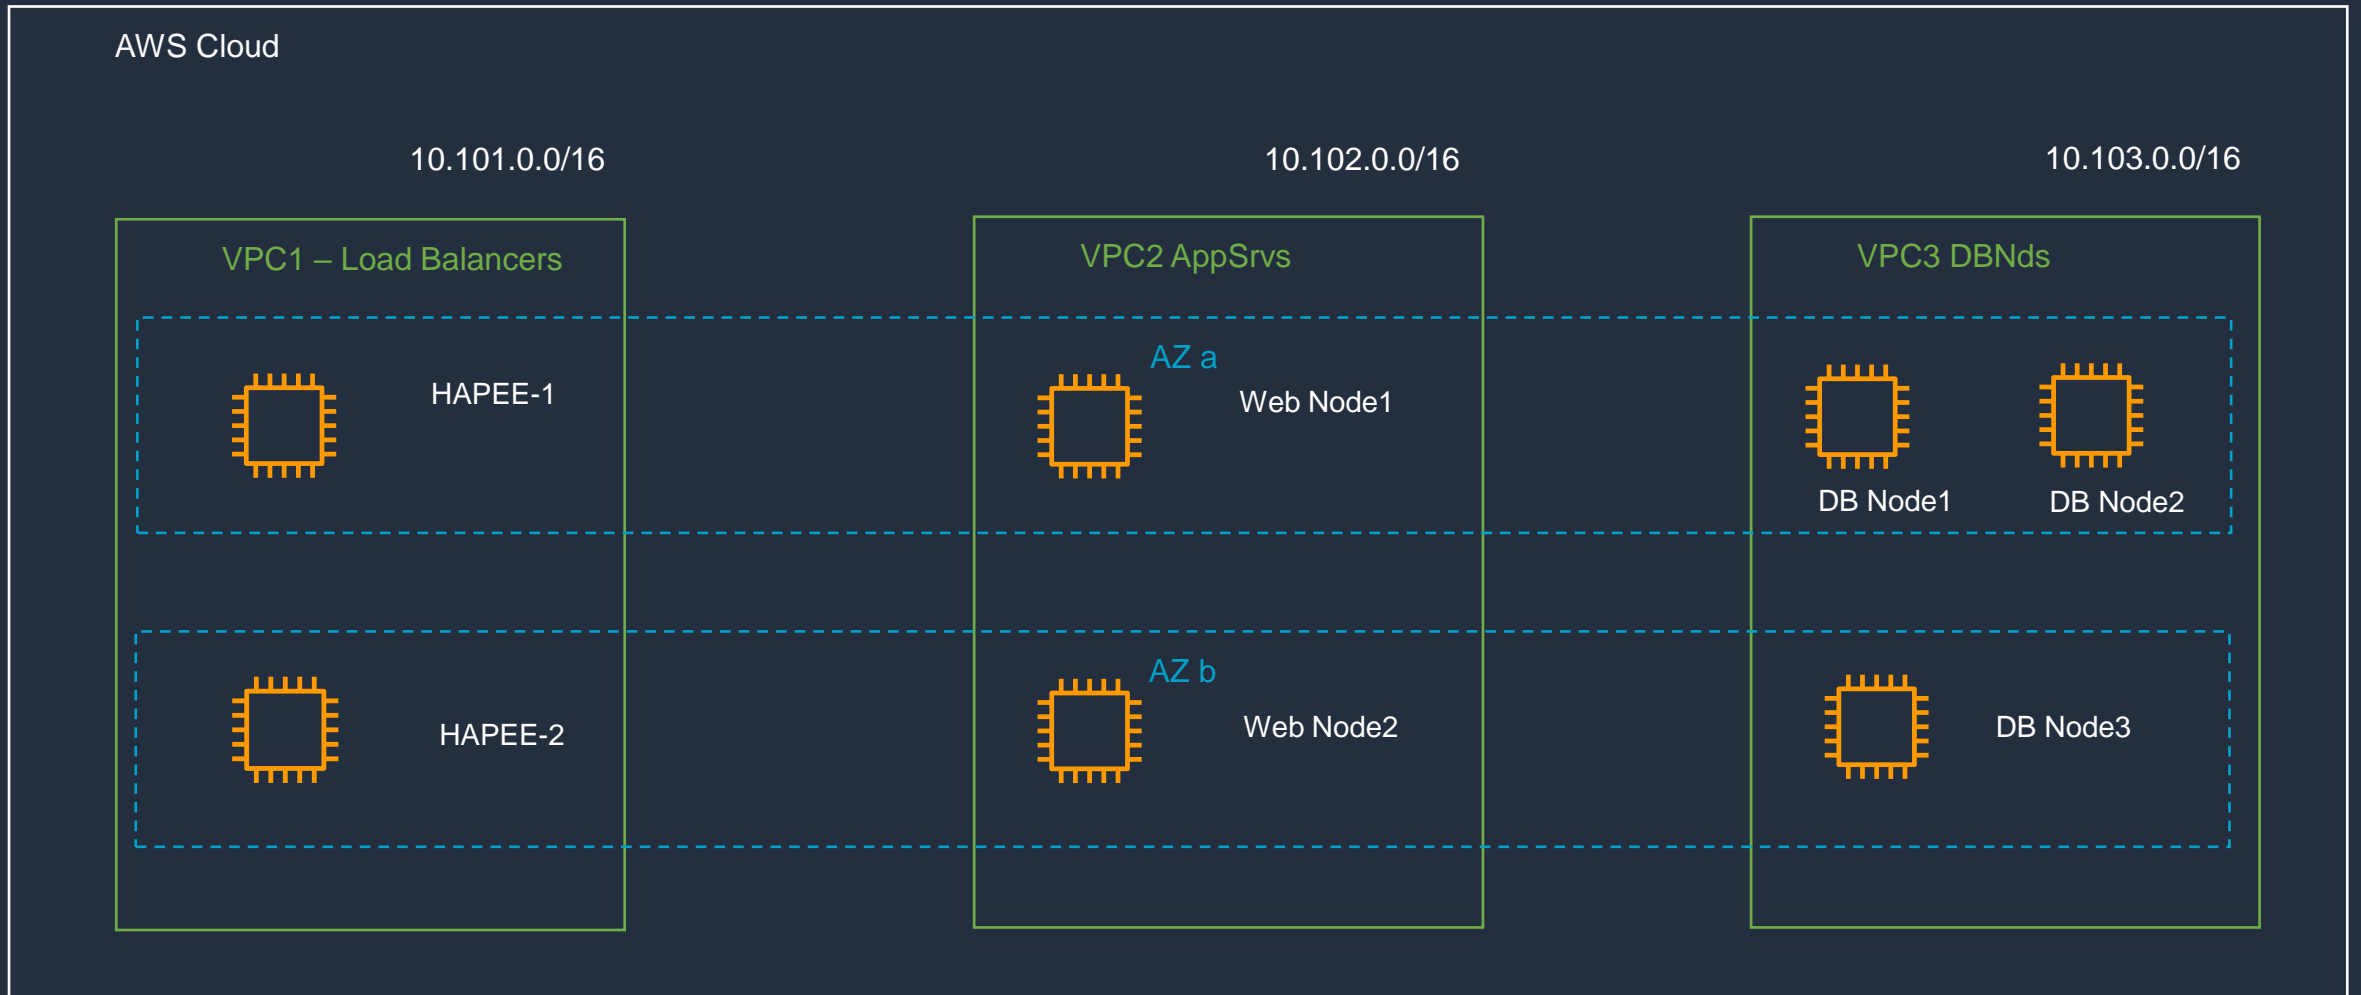 AWS Cloud
10.101.0.0/16
10.102.0.0/16
10.103.0.0/16
VPC1 – Load Balancers
VPC2 AppSrvs
VPC3 DBNds
AZ a
HAPEE-1
Web Node1
DB Node1
DB Node2
AZ b
HAPEE-2
Web Node2
DB Node3